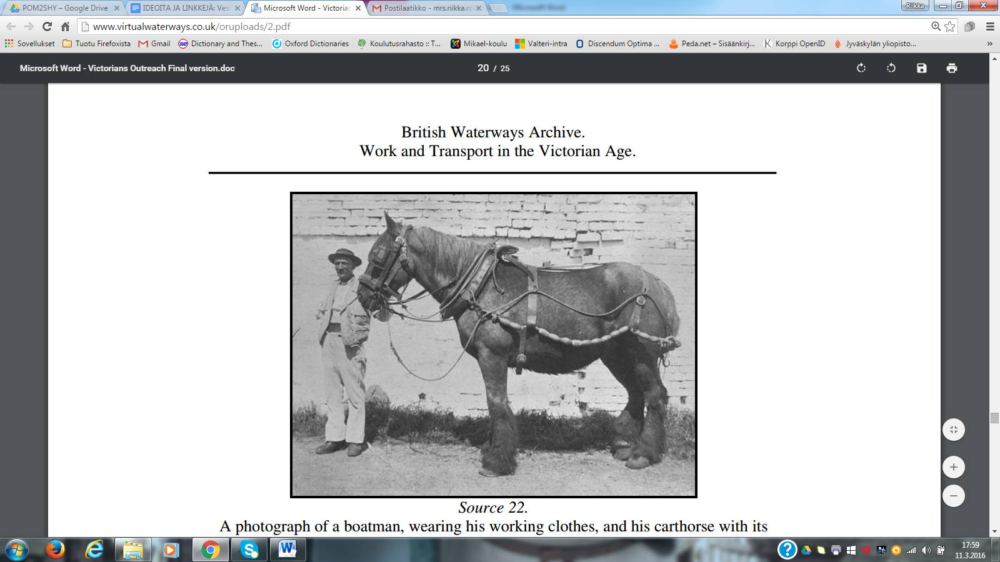 POM2SHY – Google Drive
IDEOITA JA LINKKEJÄ: Vesi
Microsoft Word - Victorian
Postilaatikko - mrs.riikka.ra
Microsoft Word
Riikka
www.virtualwaterways.co.uk/oruploads/2.pdf
Sovellukset
Tuotu Firefoxista
Gmail
Dictionary and Thes...
Oxford Dictionaries
Koulutusrahasto :: T...
Mikael-koulu
Valteri-intra
Discendum Optima ...
Peda.net – Sisäänkirj...
Korppi OpenID
Jyväskylän yliopisto...
»
Microsoft Word - Victorians Outreach Final version.doc
20 / 25
British Waterways Archive.
Work and Transport in the Victorian Age.
Source 22.
A photograph of a boatman, wearing his working clothes, and his carthorse with its
17:59
11.3.2016